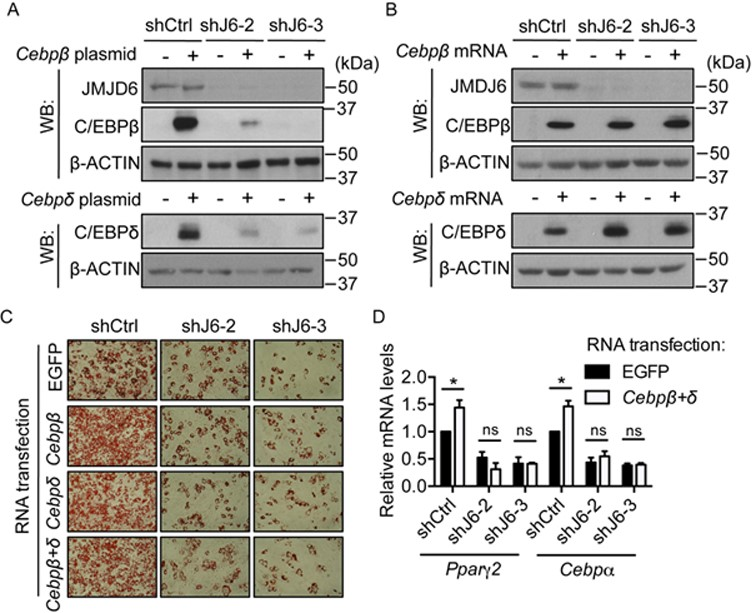 A
shCtrl shJ6-2 shJ6-3
Cebpβ plasmid - + - + - + (kDa)
WB:
JMJD6
50
37
C/EBPβ
β-ACTIN
50
37
Cebpδ plasmid - + - + - +
WB:
37
C/EBPδ
β-ACTIN
50
37
B
shCtrl shJ6-2 shJ6-3
Cebpβ mRNA - + - + - + (kDa)
WB:
JMDJ6
50
37
C/EBPβ
β-ACTIN
50
37
Cebpδ mRNA - + - + - +
WB:
37
C/EBPδ
β-ACTIN
50
37
C
shCtrl shJ6-2 shJ6-3
RNA transfection
EGFP
Cebpβ
Cebpδ
Cebpβ+δ
D
RNA transfection:
EGFP
Cebpβ+δ
Relative mRNA levels
2.0
1.5
1.0
0.5
0.0
* ns ns * ns ns
shCtrl shJ6-2 shJ6-3 shCtrl shJ6-2 shJ6-3
Pparγ2 Cebpα